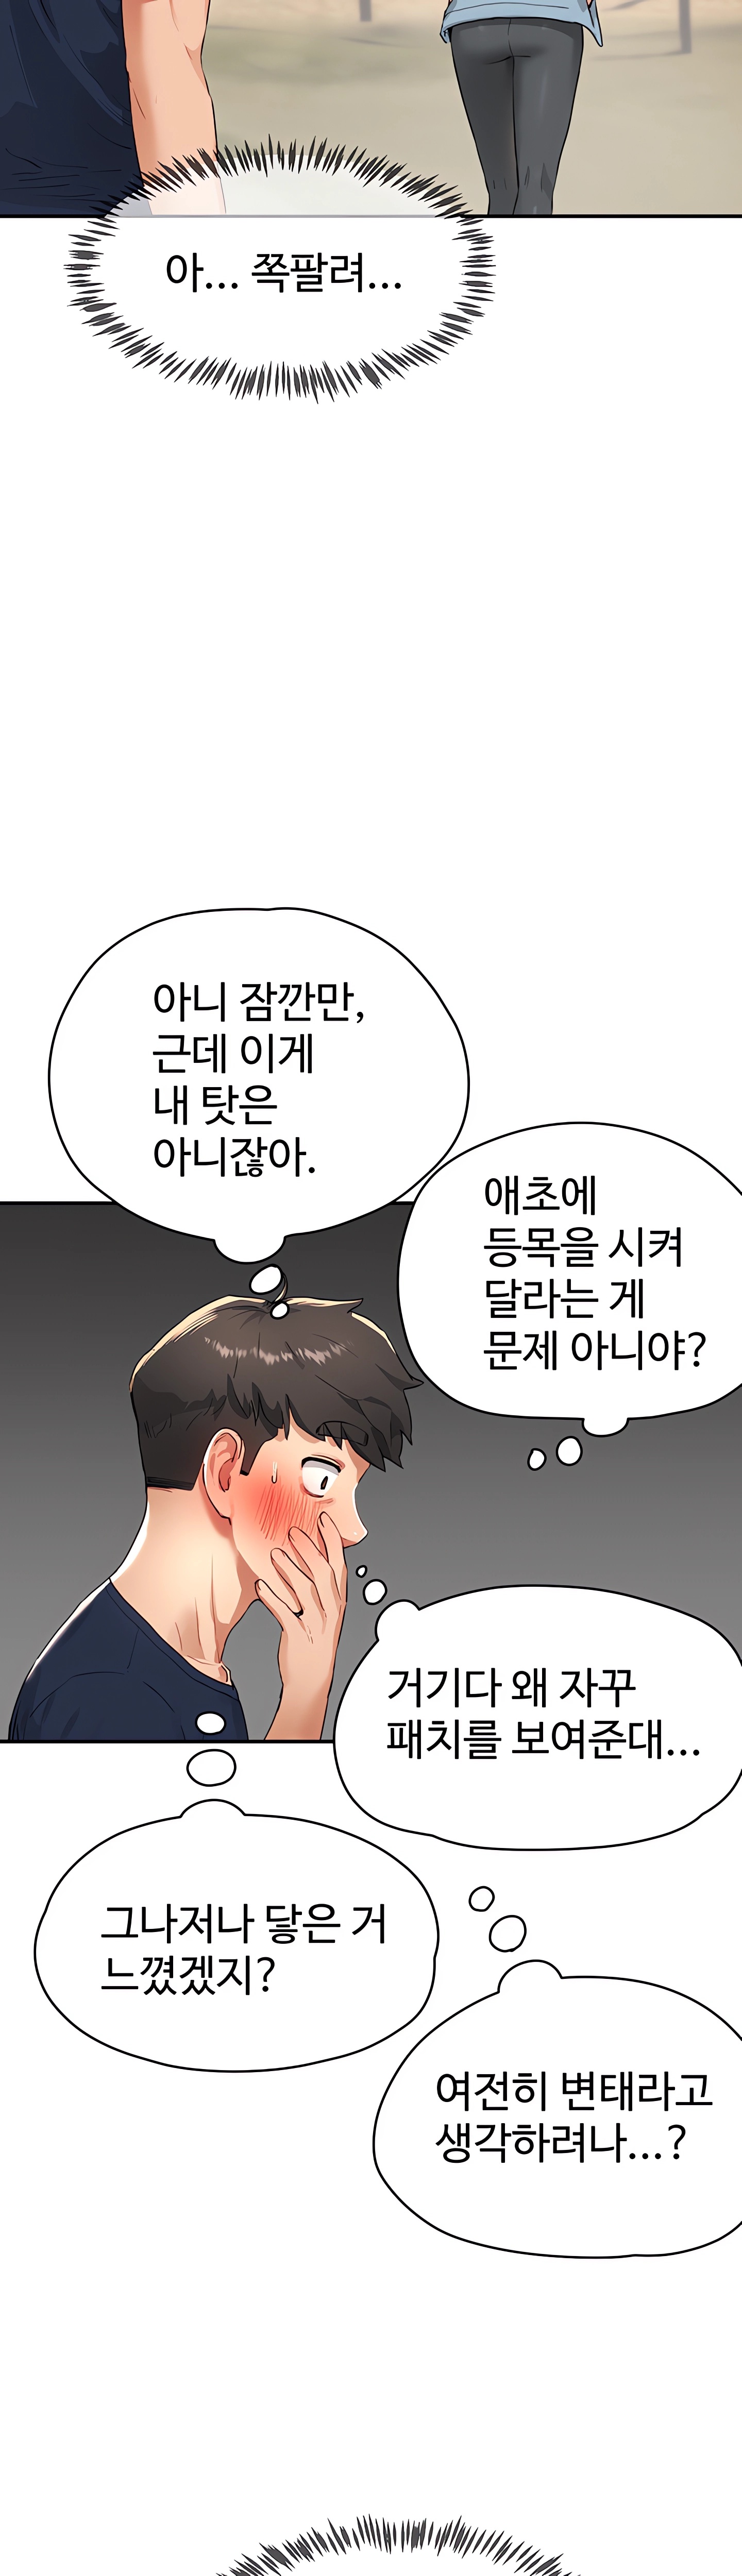 아... 쪽팔려...
아니 잠깐만,
근데 이게
내 탓은
아니잖아.
애초에
등목을 시켜
달라는 게
문제 아니야?
거기다 왜 자꾸
패치를 보여준대...
그나저나 닿은 거
느꼈겠지?
여전히 변태라고
생각하려나...?